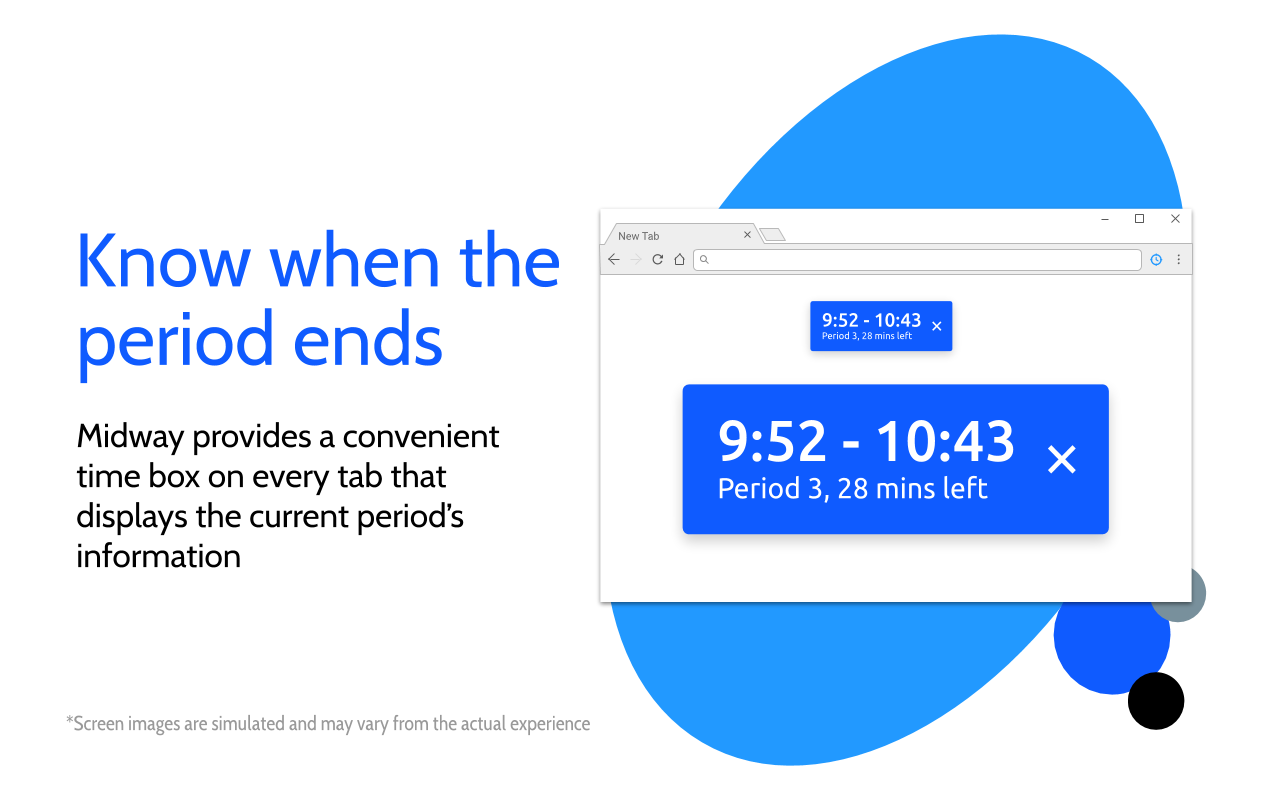 Know when the
period ends
Midway provides a convenient
time box on every tab that
displays the current period's
information
*Screen images are simulated and may vary from the actual experience
New Tab
9:52 - 10:43
Period 3, 28 mins left
9:52 - 10:43
Period 3, 28 mins left